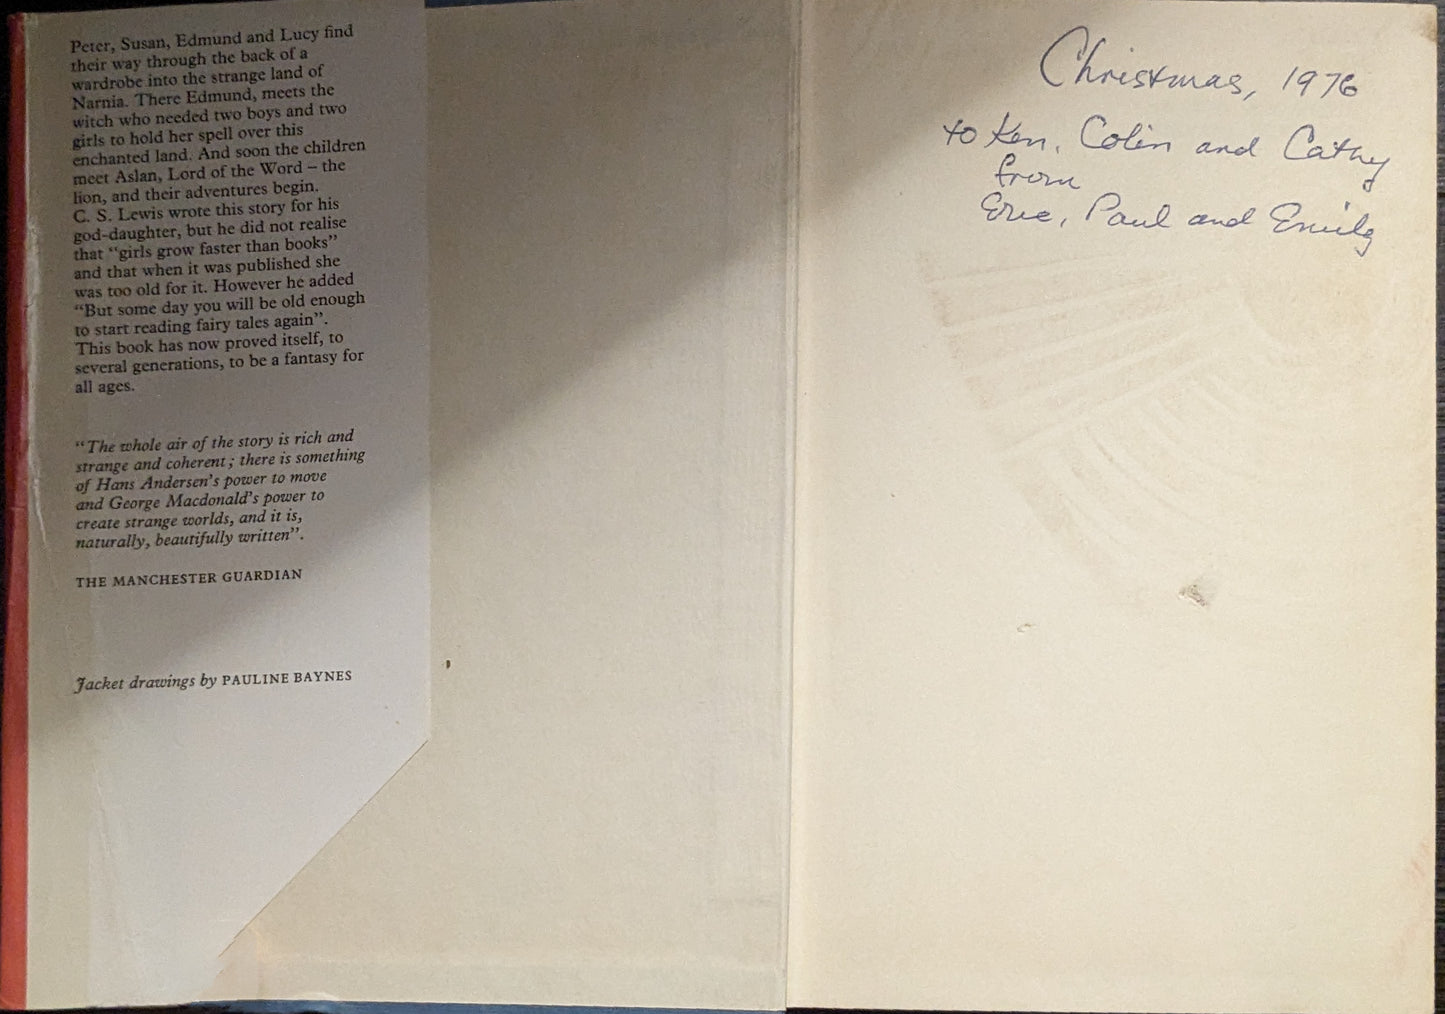 Peter, Susan, Edmund and Lucy find
their way through the back of a
wardrobe into the strange land of
Narnia. There Edmund, meets the
witch who needed two boys and two
girls to hold her spell over this
enchanted land. And soon the children
meet Aslan, Lord of the Word – the
lion, and their adventures begin.
C. S. Lewis wrote this story for his
god-daughter, but he did not realise
that “girls grow faster than books”
and that when it was published she
was too old for it. However he added
“But some day you will be old enough
to start reading fairy tales again”.
This book has now proved itself, to
several generations, to be a fantasy for
all ages.
“The whole air of the story is rich and
strange and coherent; there is something
of Hans Andersen’s power to move
and George Macdonald’s power to
create strange worlds, and it is,
naturally, beautifully written”.
THE MANCHESTER GUARDIAN
Jacket drawings by PAULINE BAYNES
Christmas, 1976
to Ken, Colin and Cathy
from
Eric, Paul and Emily